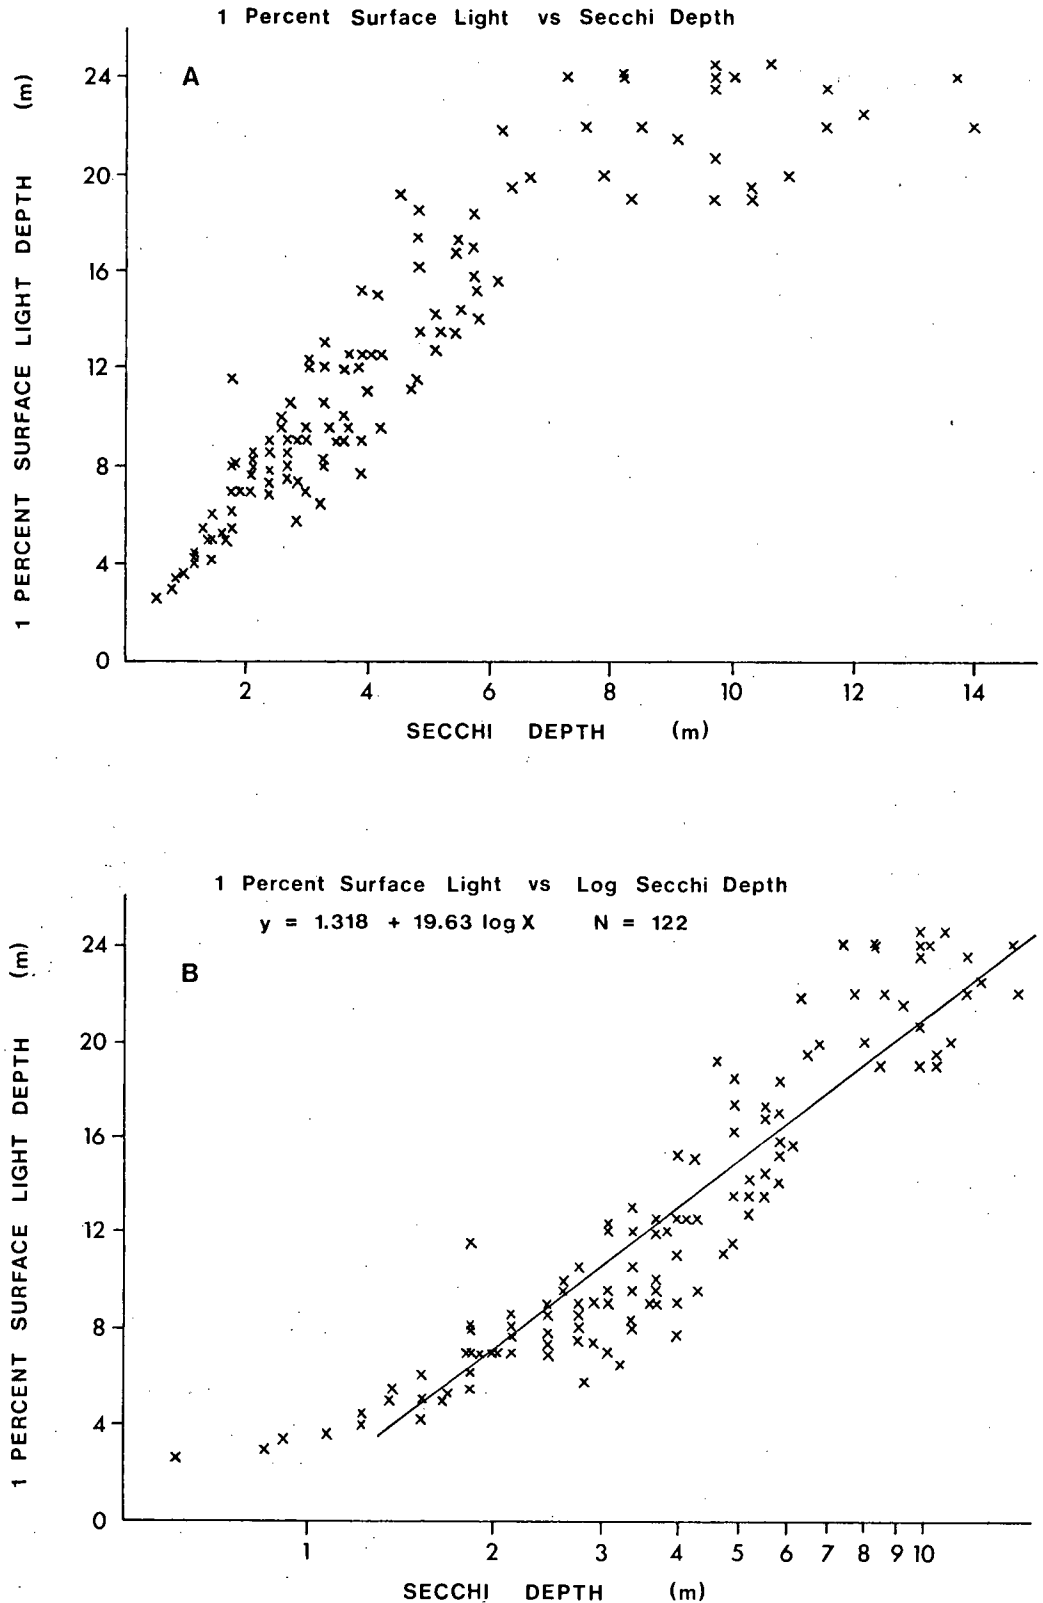 1 Percent Surface Light vs Secchi Depth
A
1 PERCENT SURFACE LIGHT DEPTH (m)
24
20
16
12
8
4
0
2 4 6 8 10 12 14
SECCHI DEPTH (m)
1 Percent Surface Light vs Log Secchi Depth
y = 1.318 + 19.63 log X N = 122
B
1 PERCENT SURFACE LIGHT DEPTH (m)
24
20
16
12
8
4
0
1 2 3 4 5 6 7 8 9 10
SECCHI DEPTH (m)